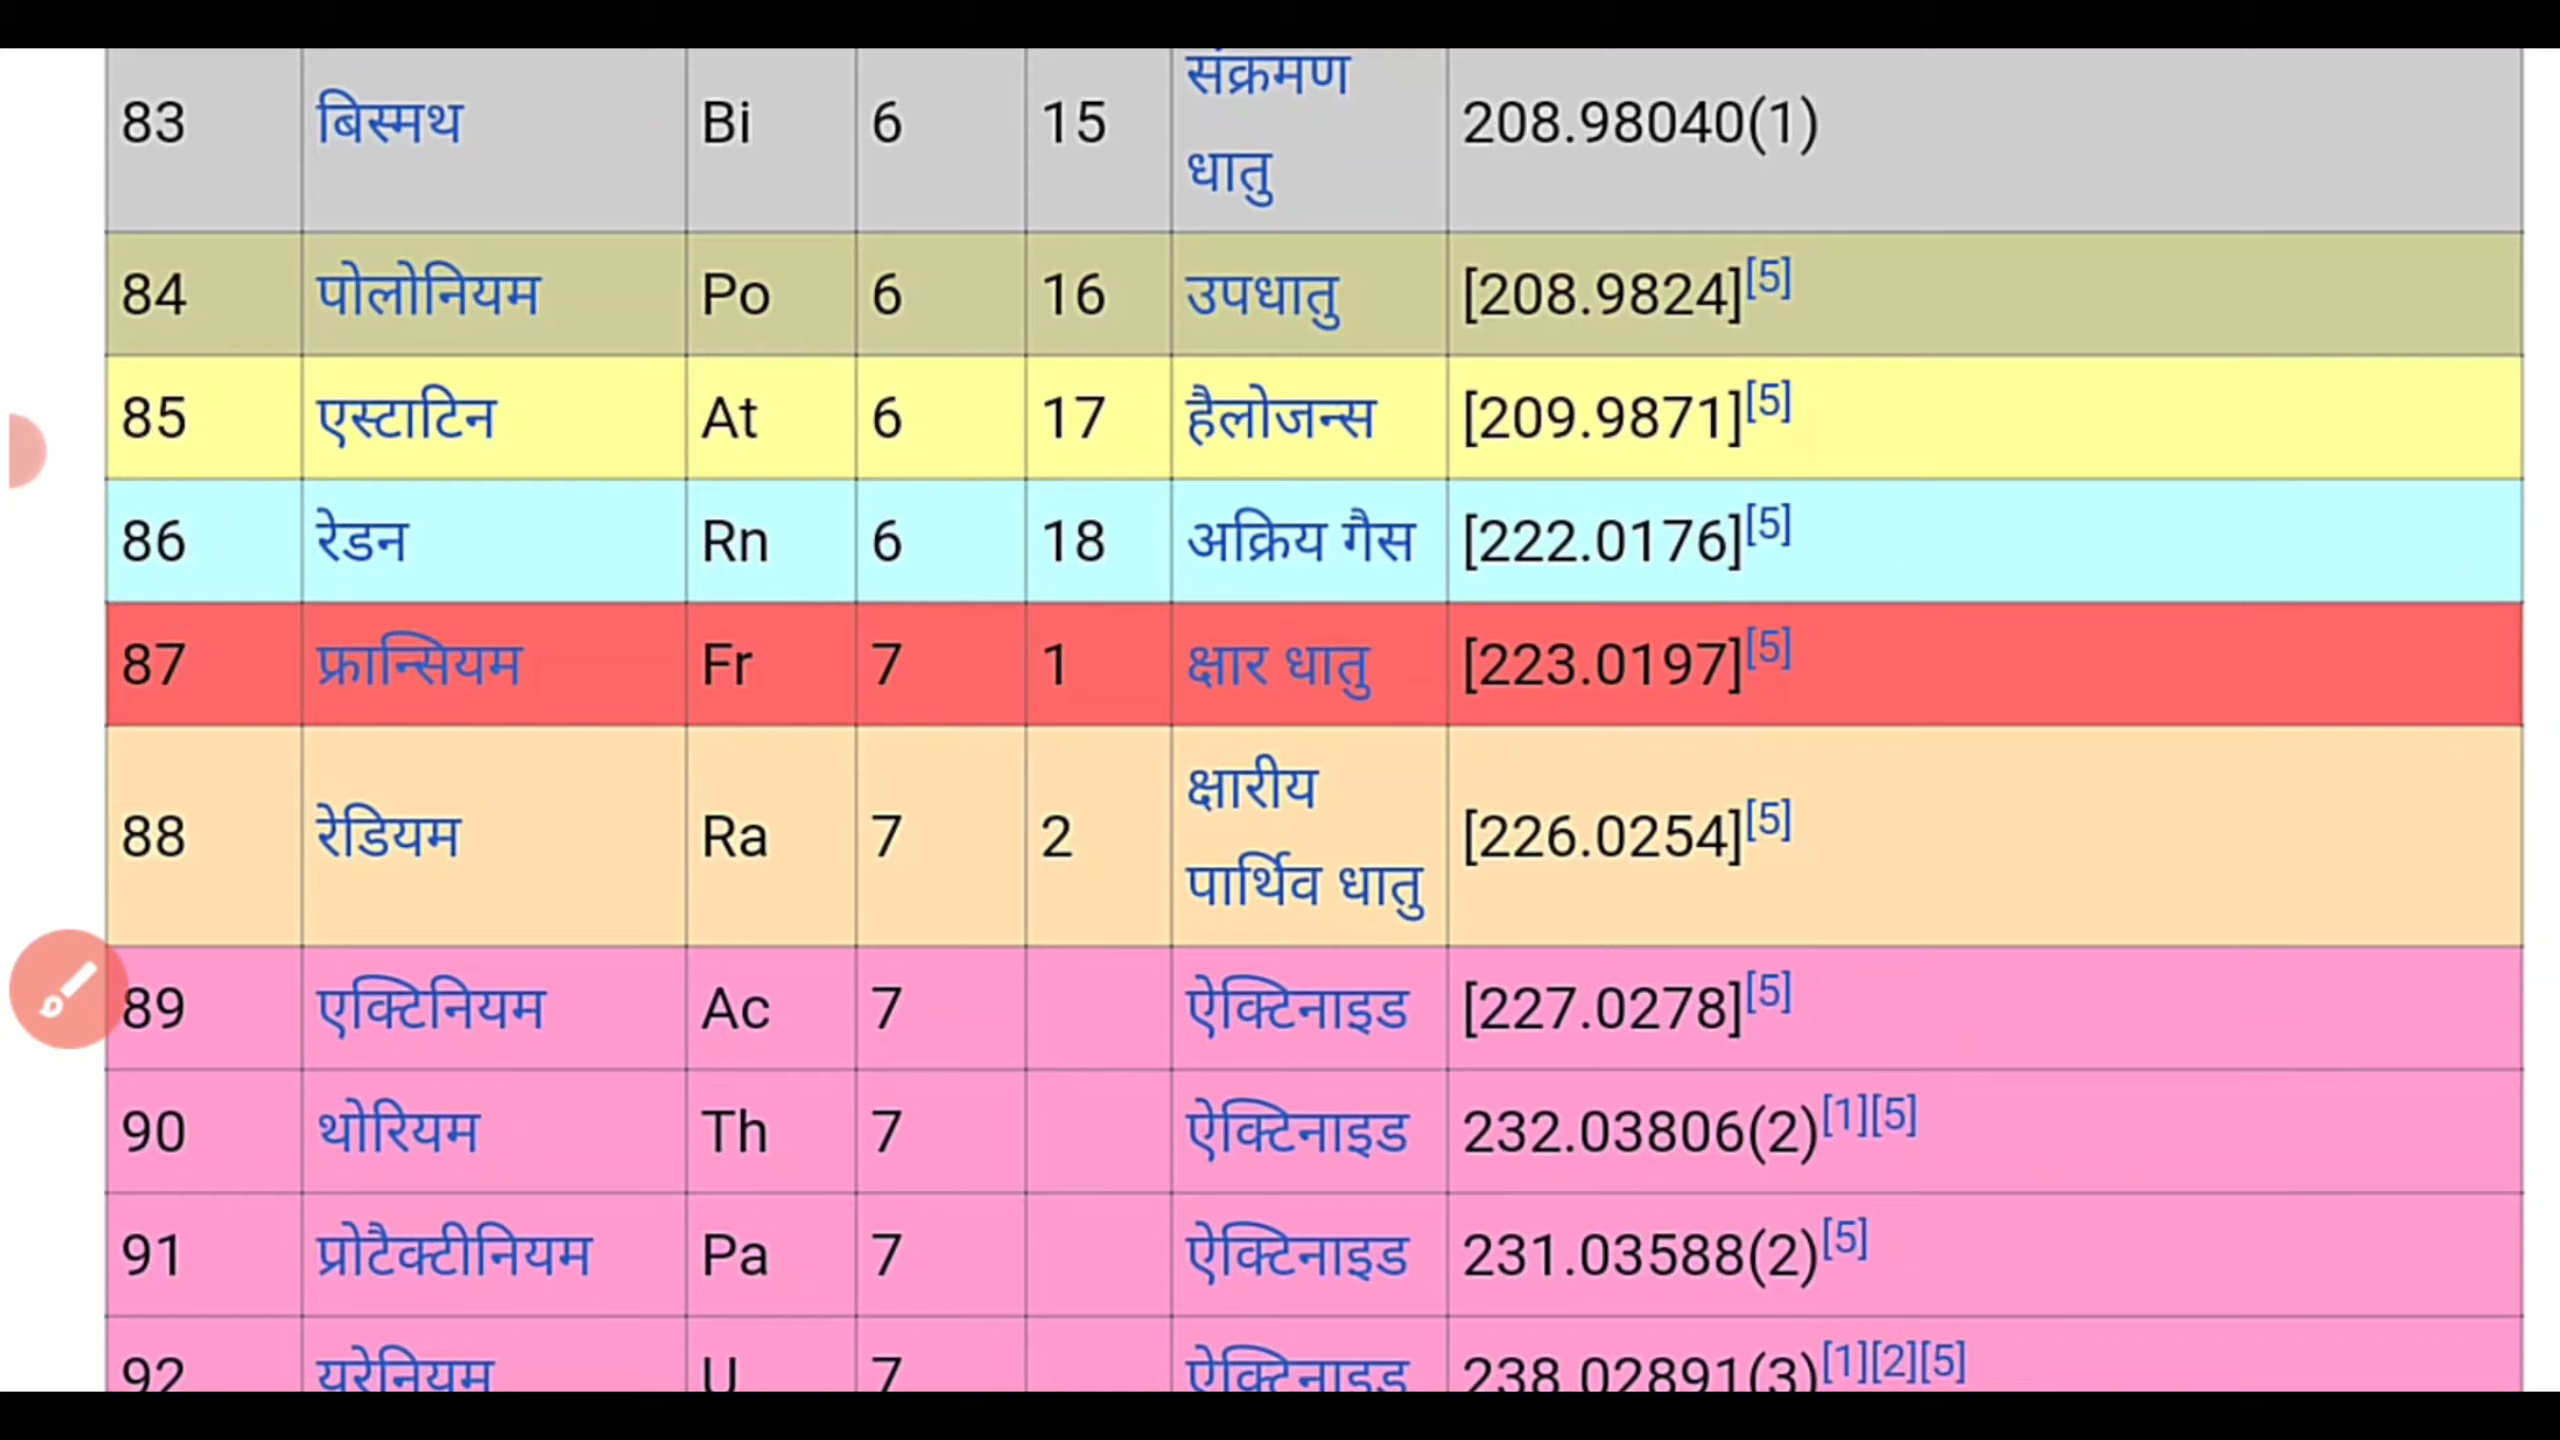 83 बिस्मथ Bi 6 15 संक्रमण धातु 208.98040(1)
84 पोलोनियम Po 6 16 उपधातु [208.9824][5]
85 एस्टाटिन At 6 17 हैलोजन्स [209.9871][5]
86 रेडन Rn 6 18 अक्रिय गैस [222.0176][5]
87 फ्रान्सियम Fr 7 1 क्षार धातु [223.0197][5]
88 रेडियम Ra 7 2 क्षारीय पार्थिव धातु [226.0254][5]
89 एक्टिनियम Ac 7 ऐक्टिनाइड [227.0278][5]
90 थोरियम Th 7 ऐक्टिनाइड 232.03806(2)[1][5]
91 प्रोटैक्टीनियम Pa 7 ऐक्टिनाइड 231.03588(2)[5]
92 यूरेनियम U 7 ऐक्टिनाइड 238.02891(3)[1][2][5]